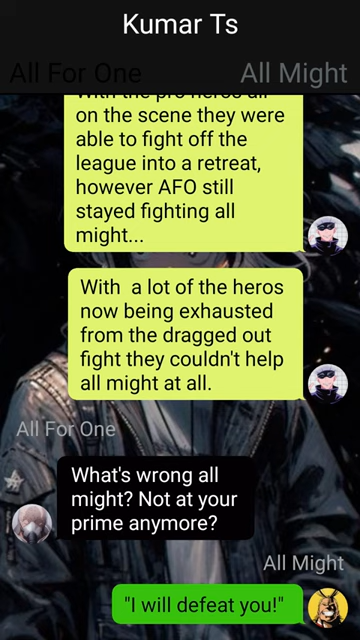 Kumar Ts
All For One
All Might
With the pro heros all
on the scene they were
able to fight off the
league into a retreat,
however AFO still
stayed fighting all
might...
With a lot of the heros
now being exhausted
from the dragged out
fight they couldn't help
all might at all.
All For One
What's wrong all
might? Not at your
prime anymore?
All Might
"I will defeat you!"